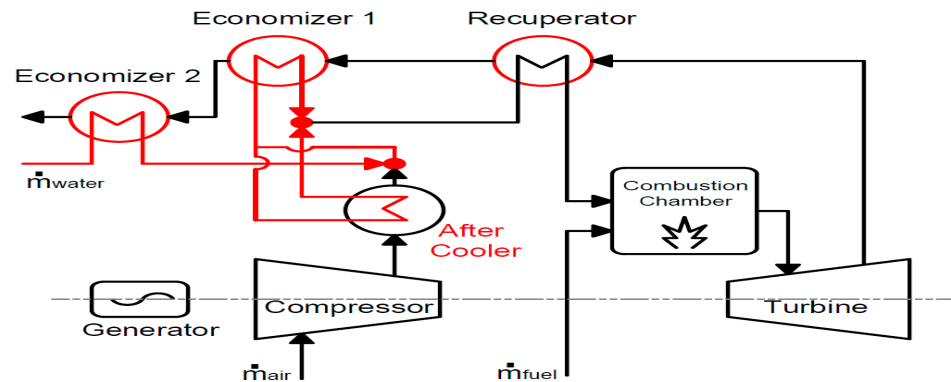 Economizer 1
Recuperator
Economizer 2
ṁwater
Combustion
Chamber
After
Cooler
Compressor
Turbine
Generator
ṁair
ṁfuel